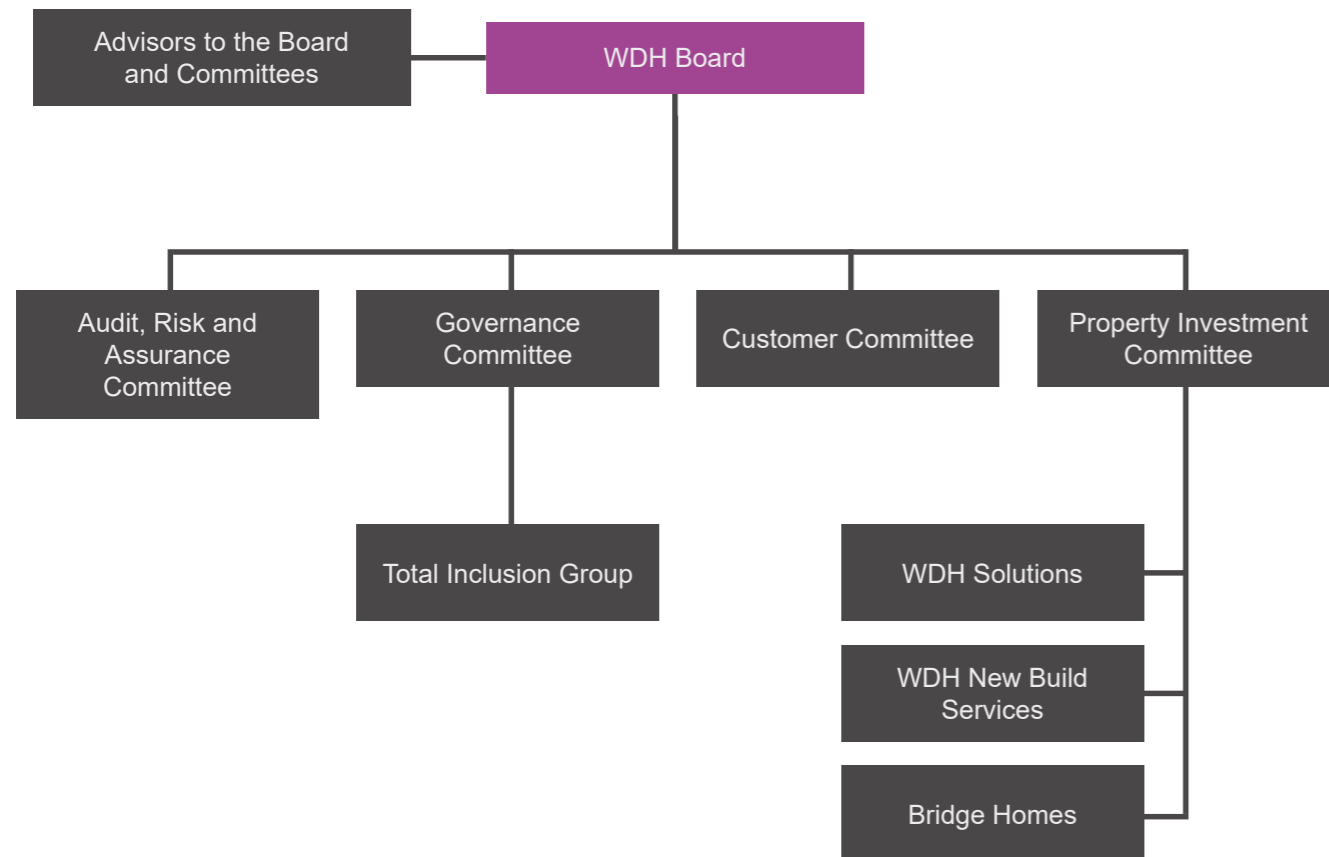 Advisors to the Board
and Committees
WDH Board
Audit, Risk and
Assurance
Committee
Governance
Committee
Customer Committee
Property Investment
Committee
Total Inclusion Group
WDH Solutions
WDH New Build
Services
Bridge Homes